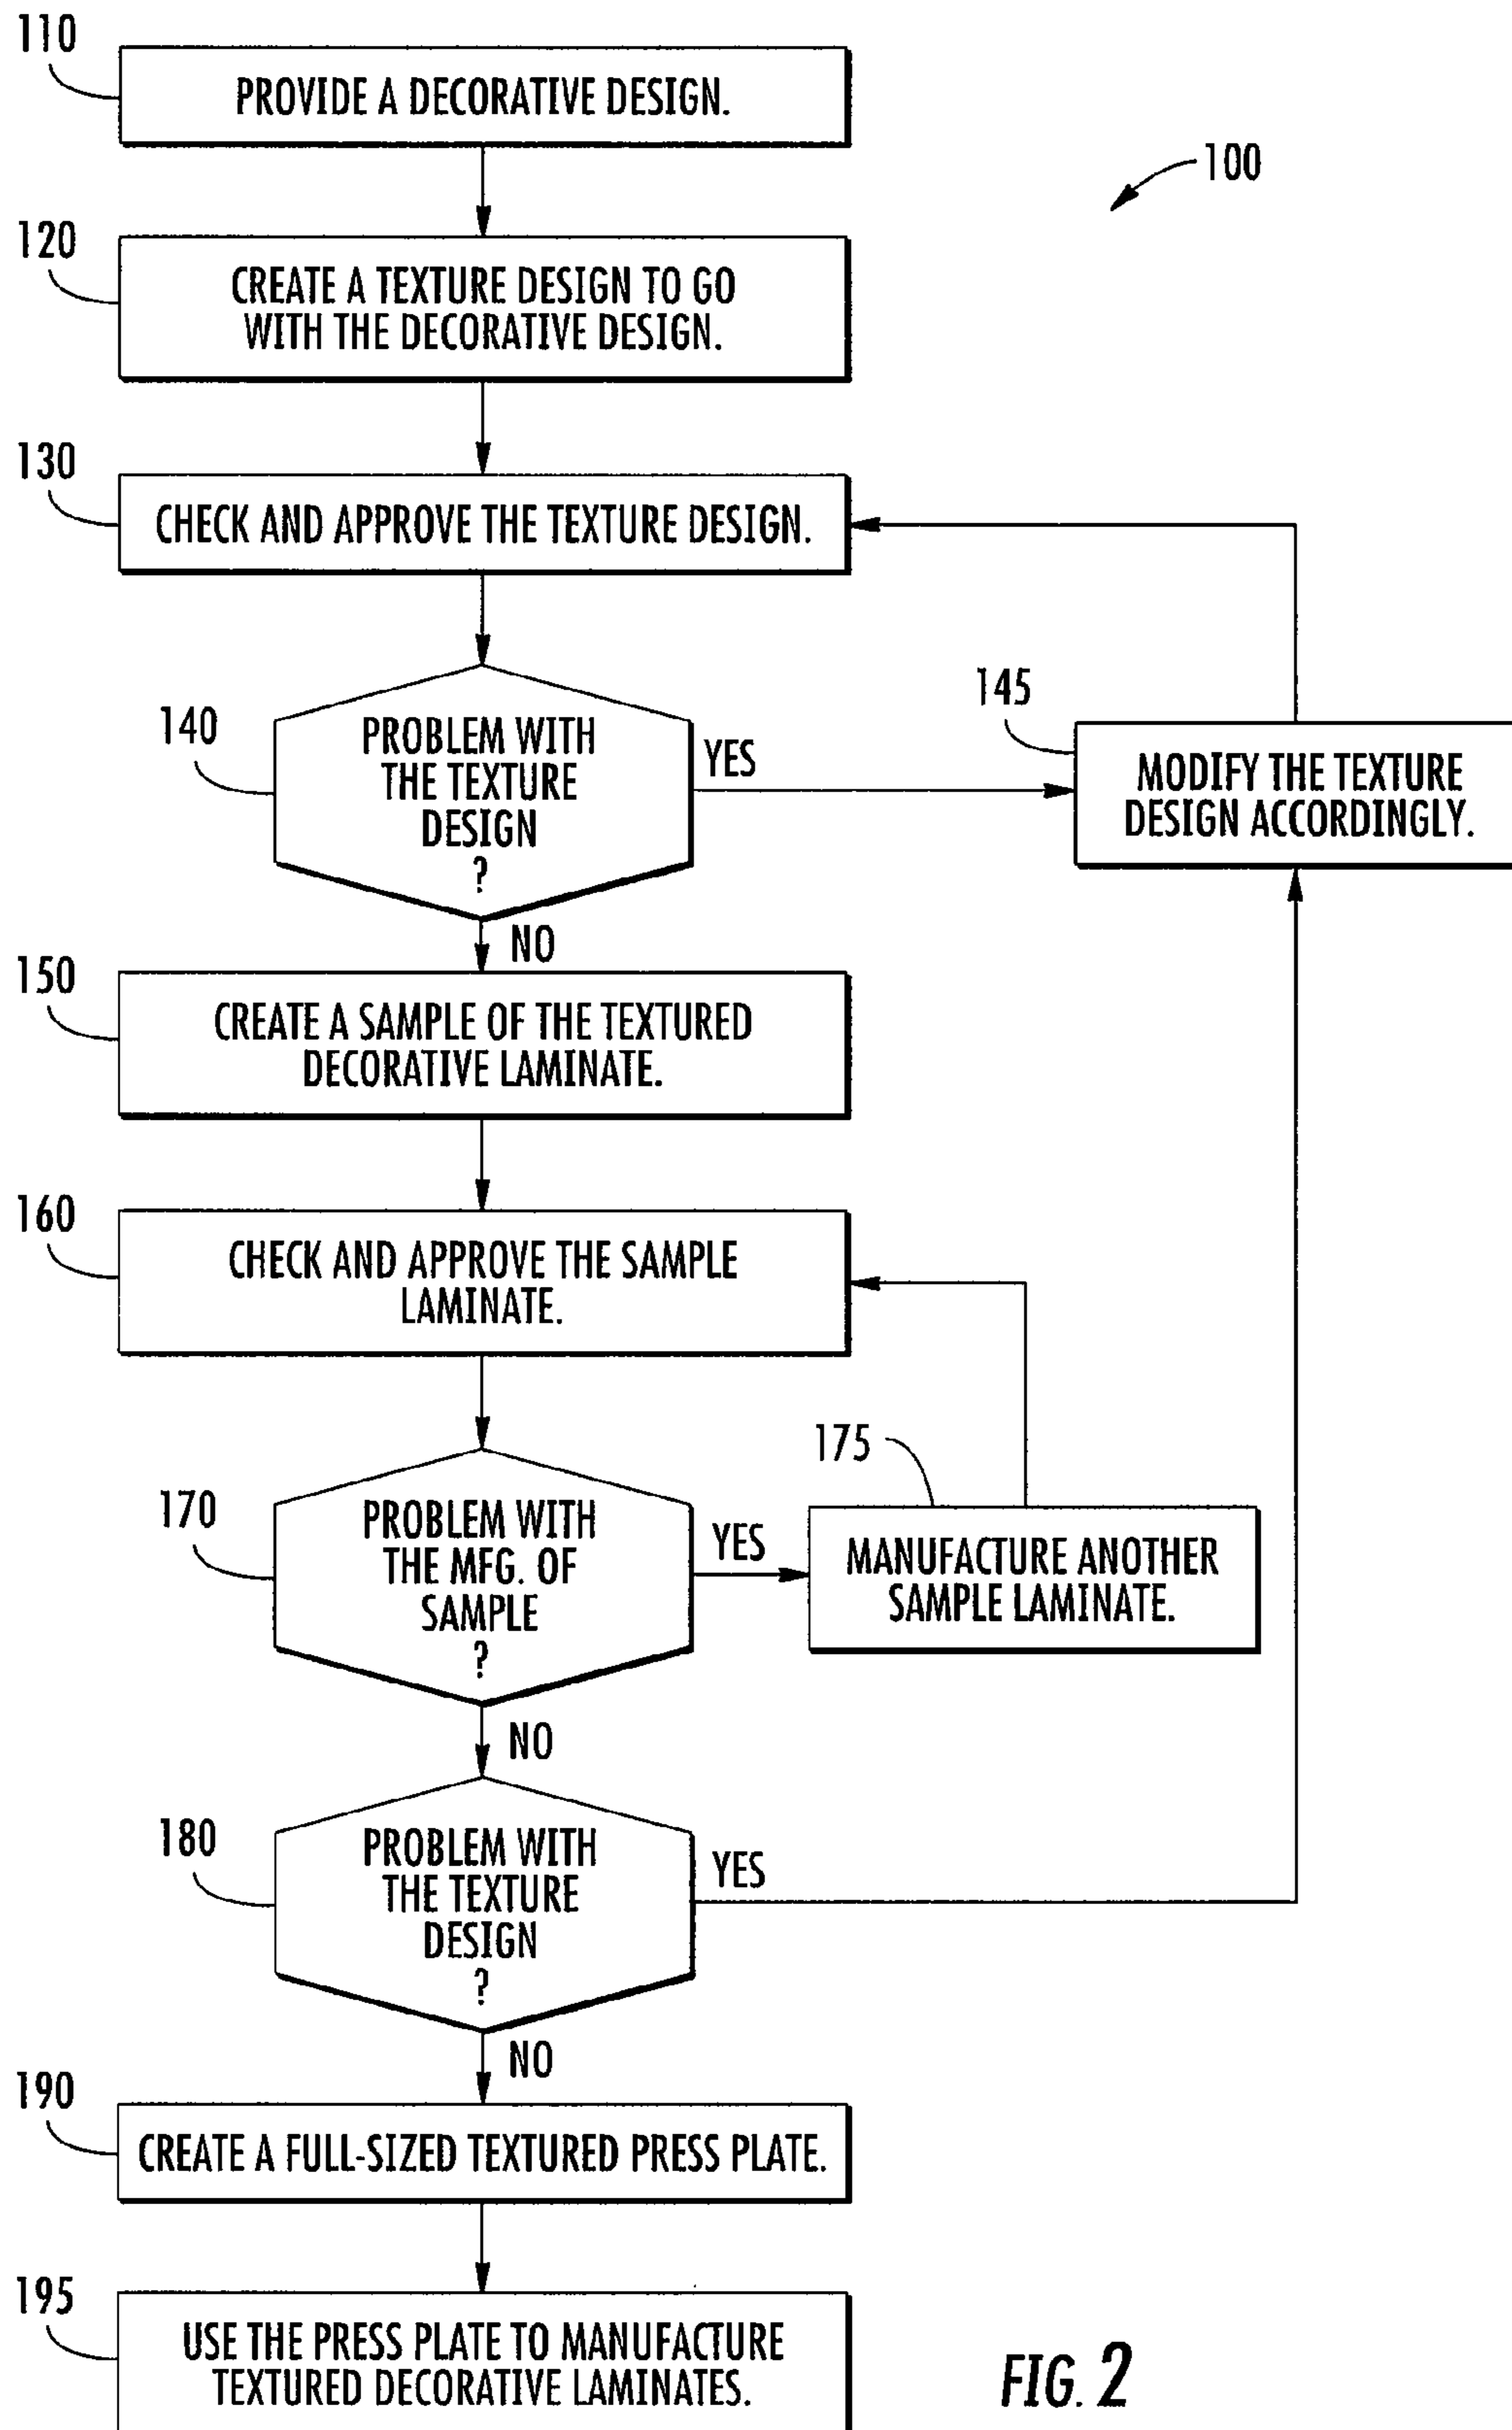 110
PROVIDE A DECORATIVE DESIGN.
100
120
CREATE A TEXTURE DESIGN TO GO
WITH THE DECORATIVE DESIGN.
130
CHECK AND APPROVE THE TEXTURE DESIGN.
140
PROBLEM WITH
THE TEXTURE
DESIGN
?
YES
145
MODIFY THE TEXTURE
DESIGN ACCORDINGLY.
NO
150
CREATE A SAMPLE OF THE TEXTURED
DECORATIVE LAMINATE.
160
CHECK AND APPROVE THE SAMPLE
LAMINATE.
170
PROBLEM WITH
THE MFG. OF
SAMPLE
?
YES
175
MANUFACTURE ANOTHER
SAMPLE LAMINATE.
NO
180
PROBLEM WITH
THE TEXTURE
DESIGN
?
YES
NO
190
CREATE A FULL-SIZED TEXTURED PRESS PLATE.
195
USE THE PRESS PLATE TO MANUFACTURE
TEXTURED DECORATIVE LAMINATES.
FIG. 2